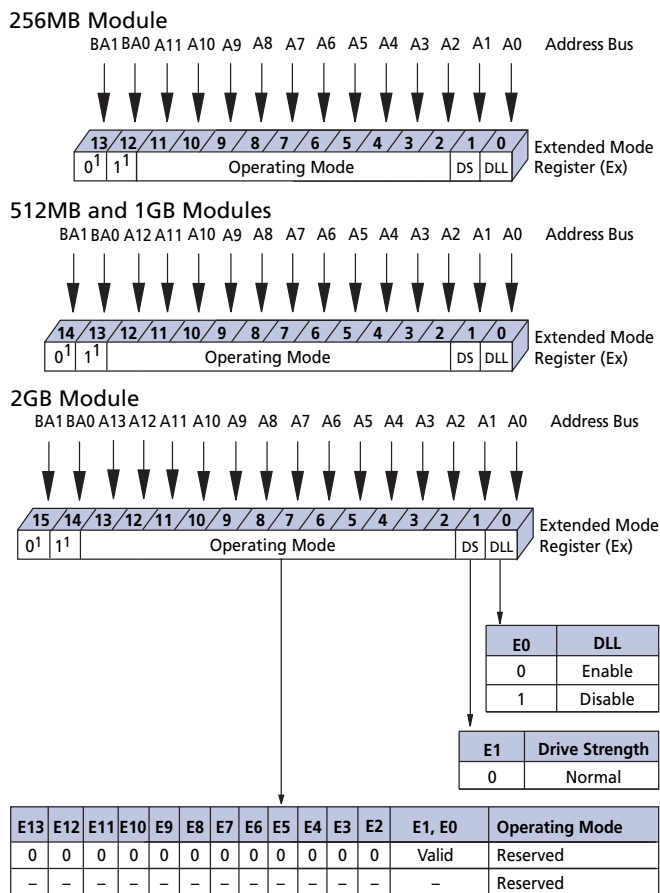 256MB Module
BA1 BA0 A11 A10 A9 A8 A7 A6 A5 A4 A3 A2 A1 A0 Address Bus
13 12 11 10 9 8 7 6 5 4 3 2 1 0 Extended Mode
01 11 Operating Mode DS DLL Register (Ex)
512MB and 1GB Modules
BA1 BA0 A12 A11 A10 A9 A8 A7 A6 A5 A4 A3 A2 A1 A0 Address Bus
14 13 12 11 10 9 8 7 6 5 4 3 2 1 0 Extended Mode
01 11 Operating Mode DS DLL Register (Ex)
2GB Module
BA1 BA0 A13 A12 A11 A10 A9 A8 A7 A6 A5 A4 A3 A2 A1 A0 Address Bus
15 14 13 12 11 10 9 8 7 6 5 4 3 2 1 0 Extended Mode
01 11 Operating Mode DS DLL Register (Ex)
E0 DLL
0 Enable
1 Disable
E1 Drive Strength
0 Normal
E13 E12 E11 E10 E9 E8 E7 E6 E5 E4 E3 E2 E1, E0 Operating Mode
0 0 0 0 0 0 0 0 0 0 0 0 Valid Reserved
– – – – – – – – – – – – – Reserved